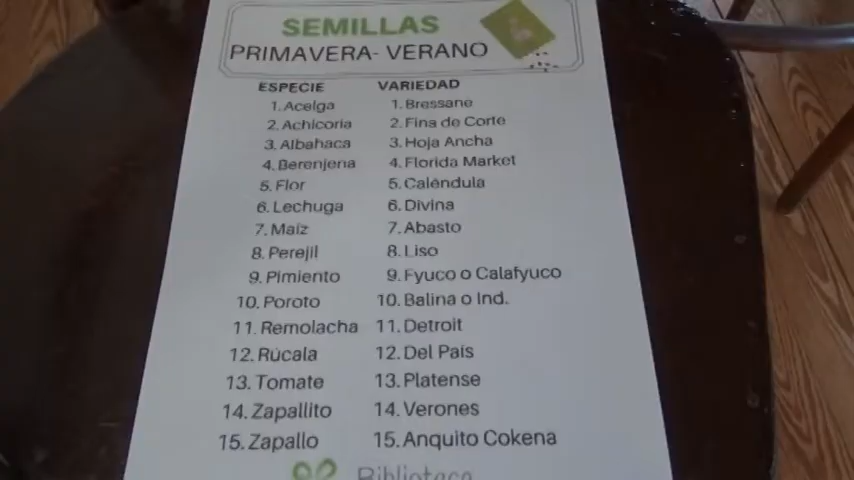 SEMILLAS
PRIMAVERA- VERANO
ESPECIE VARIEDAD
1. Acelga 1. Bressane
2. Achicoria 2. Fina de Corte
3. Albahaca 3. Hoja Ancha
4. Berenjena 4. Florida Market
5. Flor 5. Caléndula
6. Lechuga 6. Divina
7. Maiz 7. Abasto
8. Perejil 8. Liso
9. Pimiento 9. Fyuco o Calafyuco
10. Poroto 10. Balina o Ind.
11. Remolacha 11. Detroit
12. Rúcala 12. Del País
13. Tomate 13. Platense
14. Zapallito 14. Verones
15. Zapallo 15. Anquito Cokena
Biblioteca